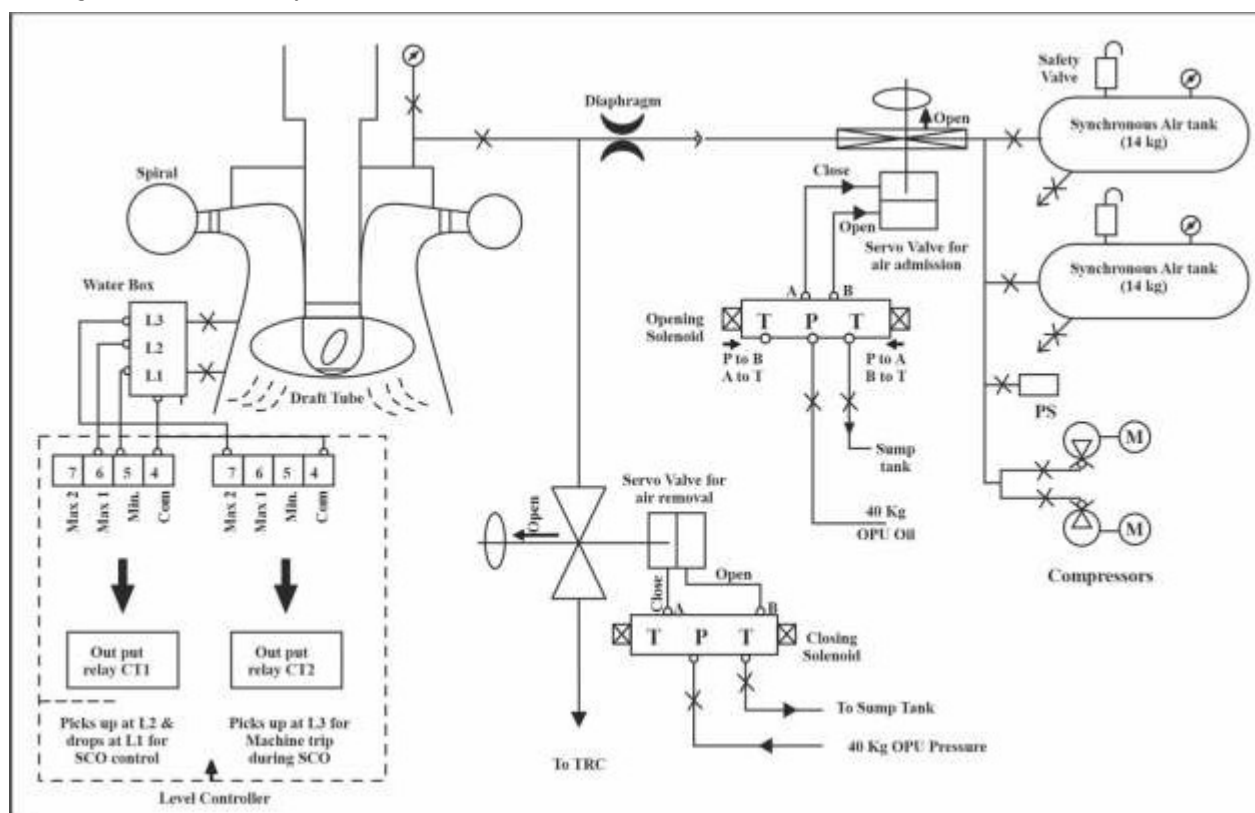 Safety
Valve
Synchronous Air tank
(14 kg)
Diaphragm
Open
Spiral
Close
Open
Servo Valve for
air admission
Synchronous Air tank
(14 kg)
Water Box
L3
L2
L1
A
B
Opening
Solenoid
T P T
P to B
A to T
P to A
B to T
Draft Tube
PS
M
Sump
tank
7 6 5 4
7 6 5 4
Max 2
Max 1
Min.
Com
Max 2
Max 1
Min.
Com
Servo Valve for
air removal
Open
40 Kg
OPU Oil
M
Compressors
Open
Close
A
B
T P T
Closing
Solenoid
Out put
relay CT1
Out put
relay CT2
Picks up at L2 &
drops at L1 for
SCO control
Picks up at L3 for
Machine trip
during SCO
To Sump Tank
40 Kg OPU Pressure
To TRC
Level Controller